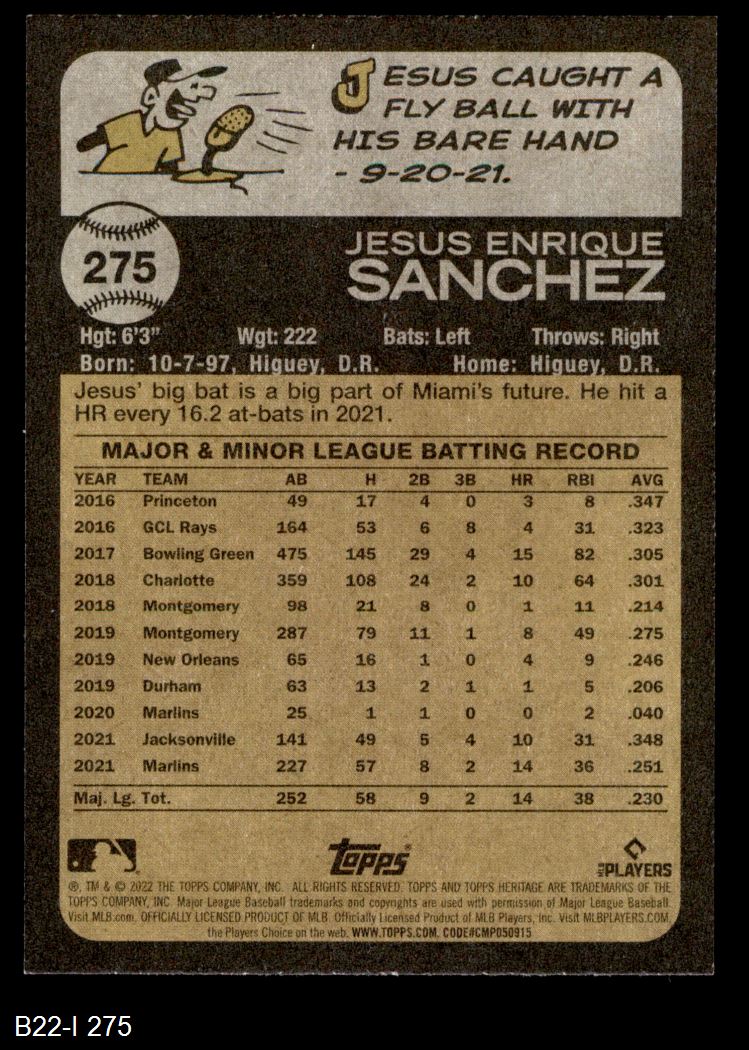 JESUS CAUGHT A
FLY BALL WITH
HIS BARE HAND
- 9-20-21.
275
JESUS ENRIQUE
SANCHEZ
Hgt: 6'3" Wgt: 222 Bats: Left Throws: Right
Born: 10-7-97, Higuey, D.R. Home: Higuey, D.R.
Jesus' big bat is a big part of Miami's future. He hit a
HR every 16.2 at-bats in 2021.
MAJOR & MINOR LEAGUE BATTING RECORD
YEAR TEAM AB H 2B 3B HR RBI AVG
2016 Princeton 49 17 4 0 3 8 .347
2016 GCL Rays 164 53 6 8 4 31 .323
2017 Bowling Green 475 145 29 4 15 82 .305
2018 Charlotte 359 108 24 2 10 64 .301
2018 Montgomery 98 21 8 0 1 11 .214
2019 Montgomery 287 79 11 1 8 49 .275
2019 New Orleans 65 16 1 0 4 9 .246
2019 Durham 63 13 2 1 1 5 .206
2020 Marlins 25 1 1 0 0 2 .040
2021 Jacksonville 141 49 5 4 10 31 .348
2021 Marlins 227 57 8 2 14 36 .251
Maj. Lg. Tot. 252 58 9 2 14 38 .230
Topps® MLB PLAYERS
®, TM & © 2022 THE TOPPS COMPANY, INC. ALL RIGHTS RESERVED. TOPPS AND TOPPS HERITAGE ARE TRADEMARKS OF THE
TOPPS COMPANY, INC. Major League Baseball trademarks and copyrights are used with permission of Major League Baseball.
Visit MLB.com. OFFICIALLY LICENSED PRODUCT OF MLB. Officially Licensed Product of MLB Players, Inc. Visit MLBPLAYERS.COM,
the Players Choice on the web. WWW.TOPPS.COM. CODE#CMP050915
B22-I 275